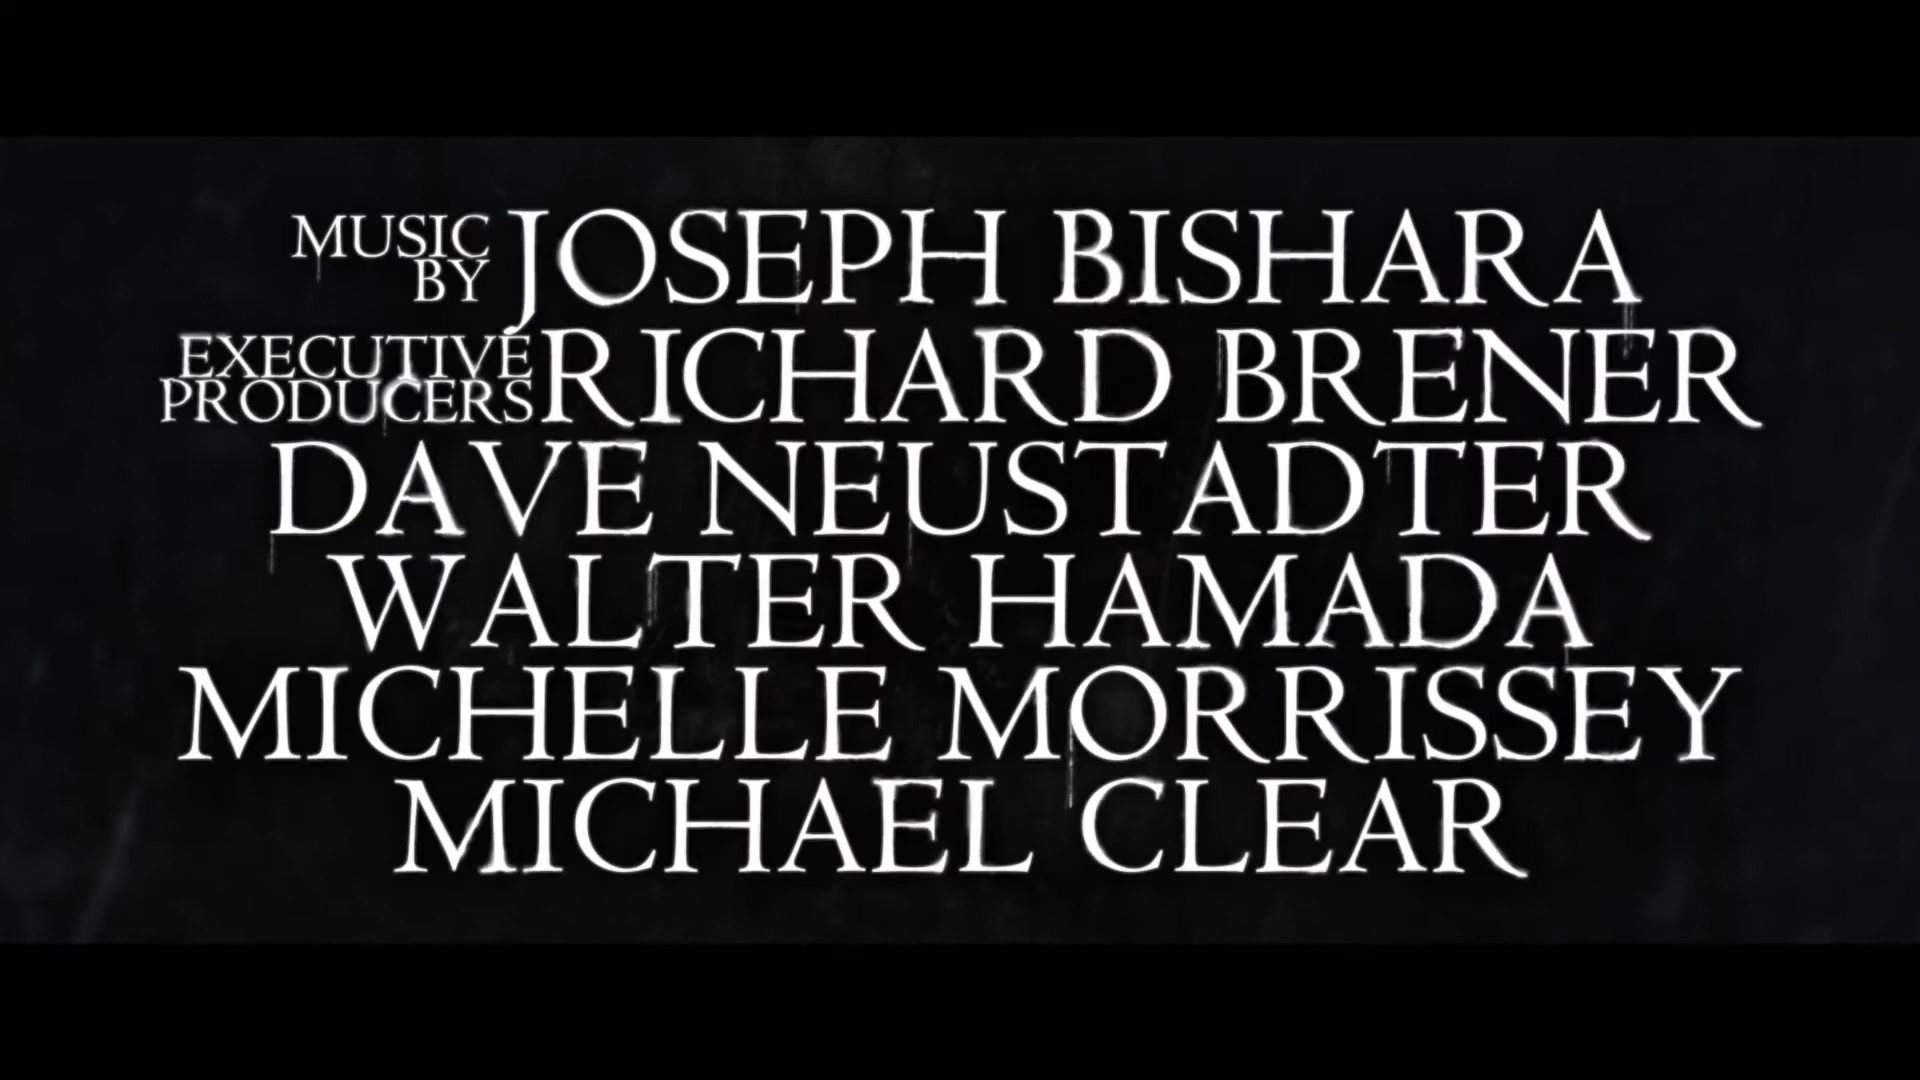 MUSIC BY JOSEPH BISHARA
EXECUTIVE PRODUCERS RICHARD BRENER
DAVE NEUSTADTER
WALTER HAMADA
MICHELLE MORRISSEY
MICHAEL CLEAR